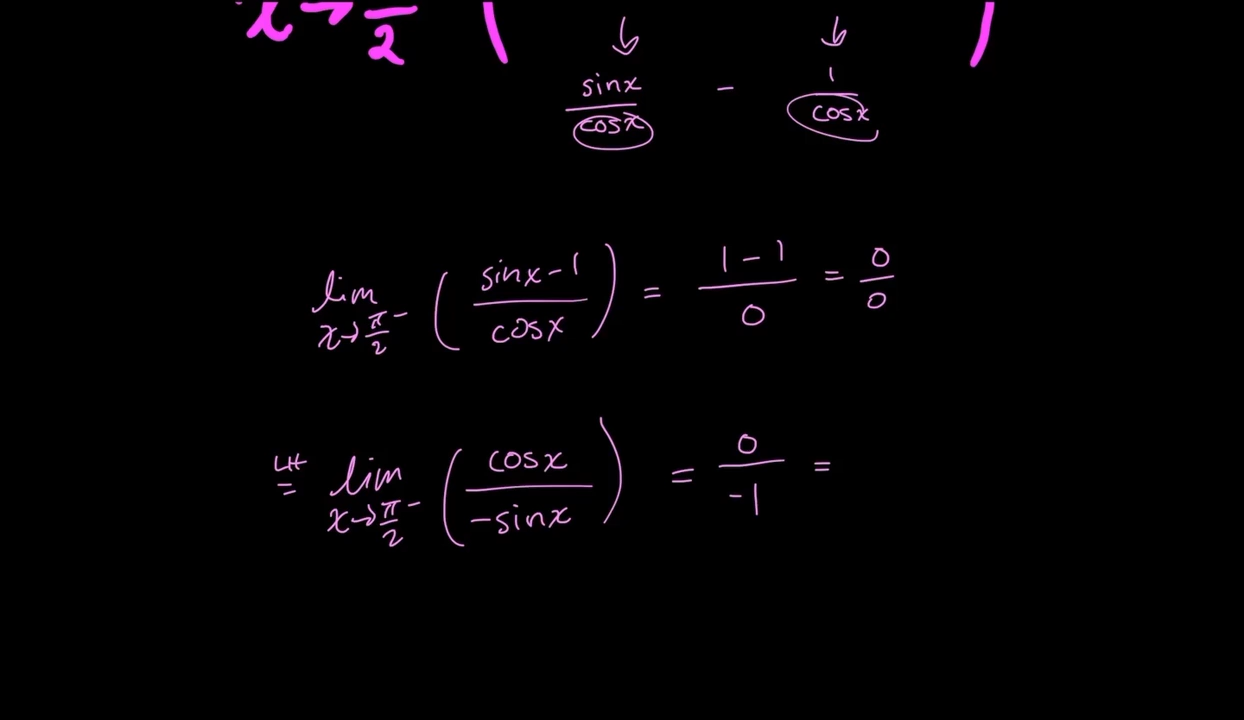 x→ π/2 ( )
sinx/cosx - 1/cosx
lim x→π/2⁻ ( (sinx-1)/cosx ) = (1-1)/0 = 0/0
LH = lim x→π/2⁻ ( cosx/-sinx ) = 0/-1 =